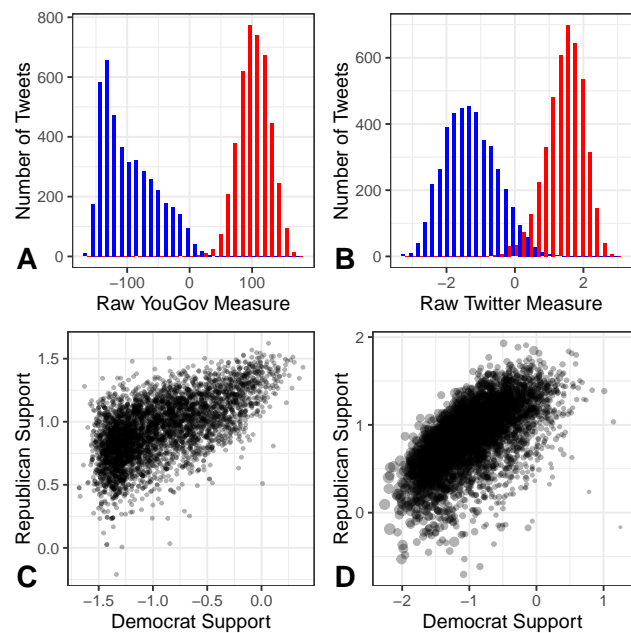 800
600
400
200
0
Number of Tweets
A
−100
0
100
Raw YouGov Measure
600
400
200
0
Number of Tweets
B
−2
0
2
Raw Twitter Measure
1.5
1.0
0.5
0.0
Republican Support
C
−1.5
−1.0
−0.5
0.0
Democrat Support
2
1
0
Republican Support
D
−2
−1
0
1
Democrat Support